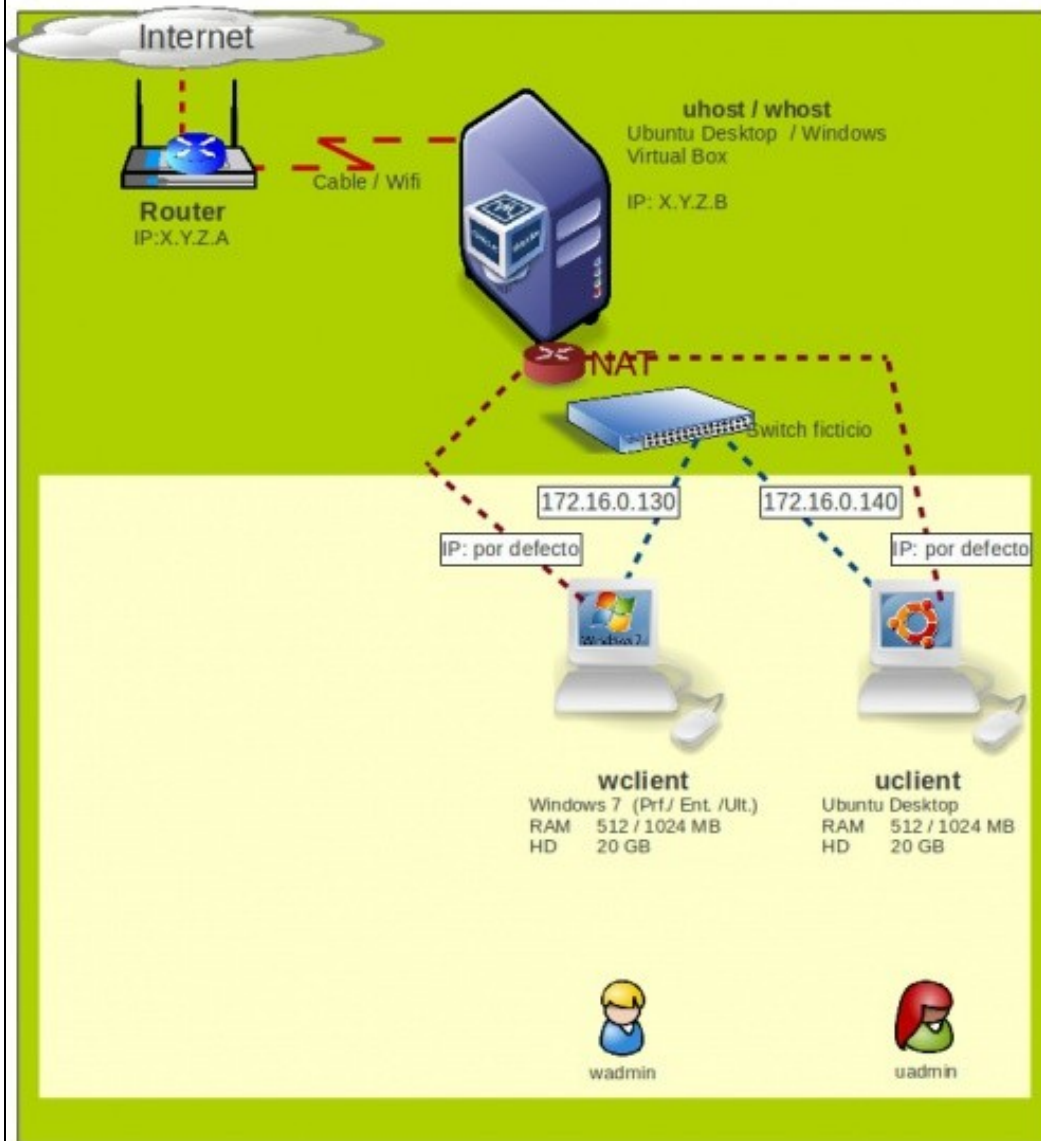 Internet
uhost / whost
Ubuntu Desktop / Windows
Virtual Box
IP: X.Y.Z.B
Cable / Wifi
Router
IP:X.Y.Z.A
NAT
Switch ficticio
172.16.0.130
172.16.0.140
IP: por defecto
IP: por defecto
Windows 7
wclient
Windows 7 (Prf./ Ent. /Ult.)
RAM 512 / 1024 MB
HD 20 GB
uclient
Ubuntu Desktop
RAM 512 / 1024 MB
HD 20 GB
wadmin
uadmin